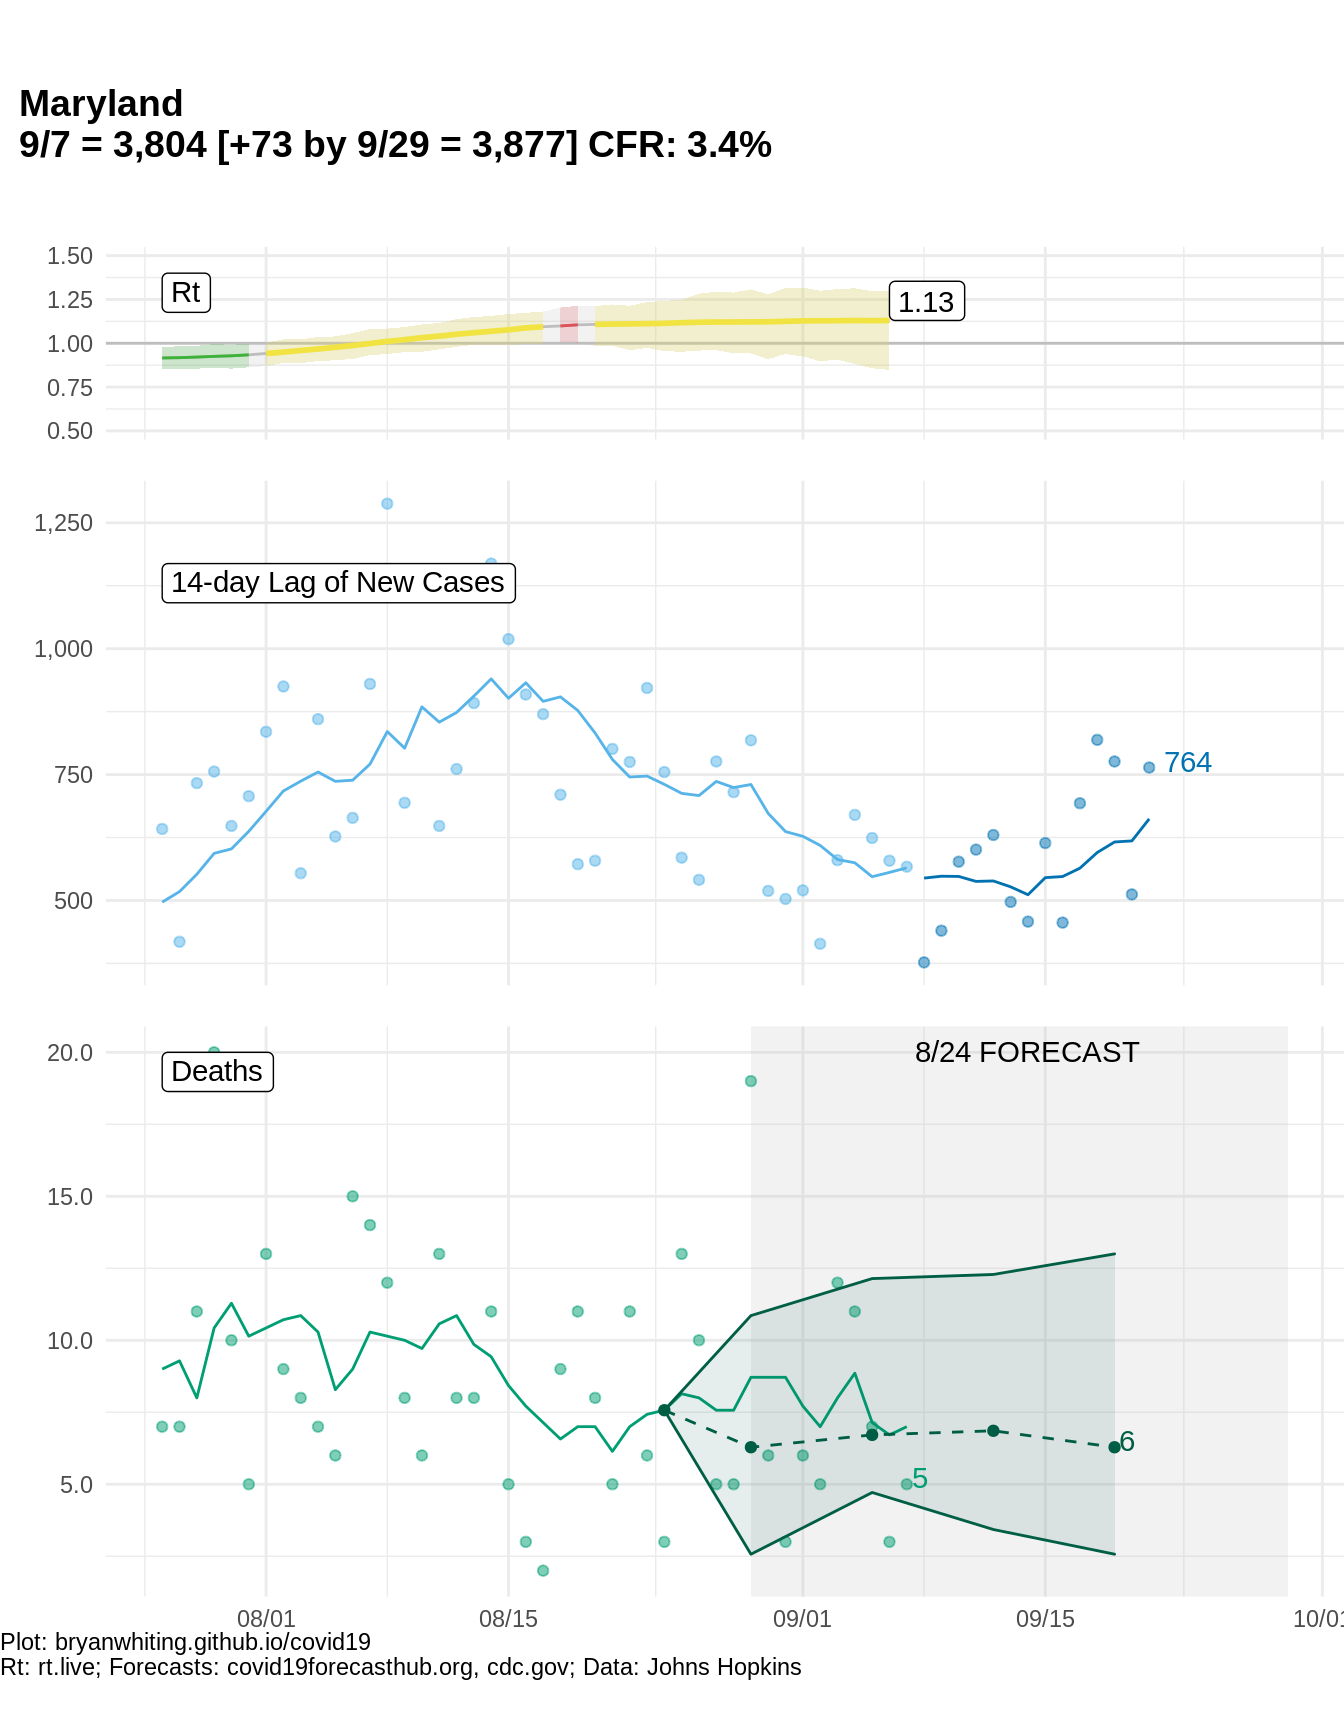 Maryland
9/7 = 3,804 [+73 by 9/29 = 3,877] CFR: 3.4%
1.50
Rt
1.25
1.13
1.00
0.75
0.50
1,250
14-day Lag of New Cases
1,000
750
764
500
20.0
8/24 FORECAST
Deaths
15.0
10.0
6
5.0
5
08/01 08/15 09/01 09/15 10/01
Plot: bryanwhiting.github.io/covid19
Rt: rt.live; Forecasts: covid19forecasthub.org, cdc.gov; Data: Johns Hopkins